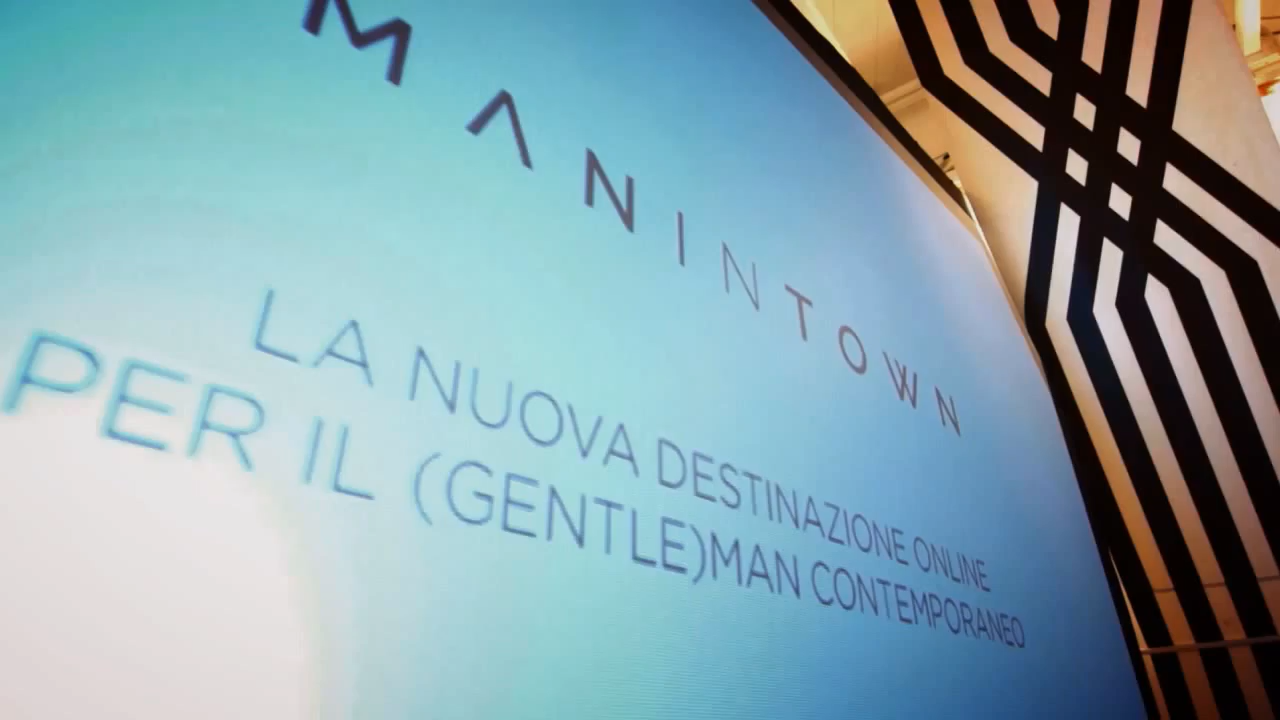 MANINTOWN
LA NUOVA DESTINAZIONE ONLINE
PER IL (GENTLE)MAN CONTEMPORANEO